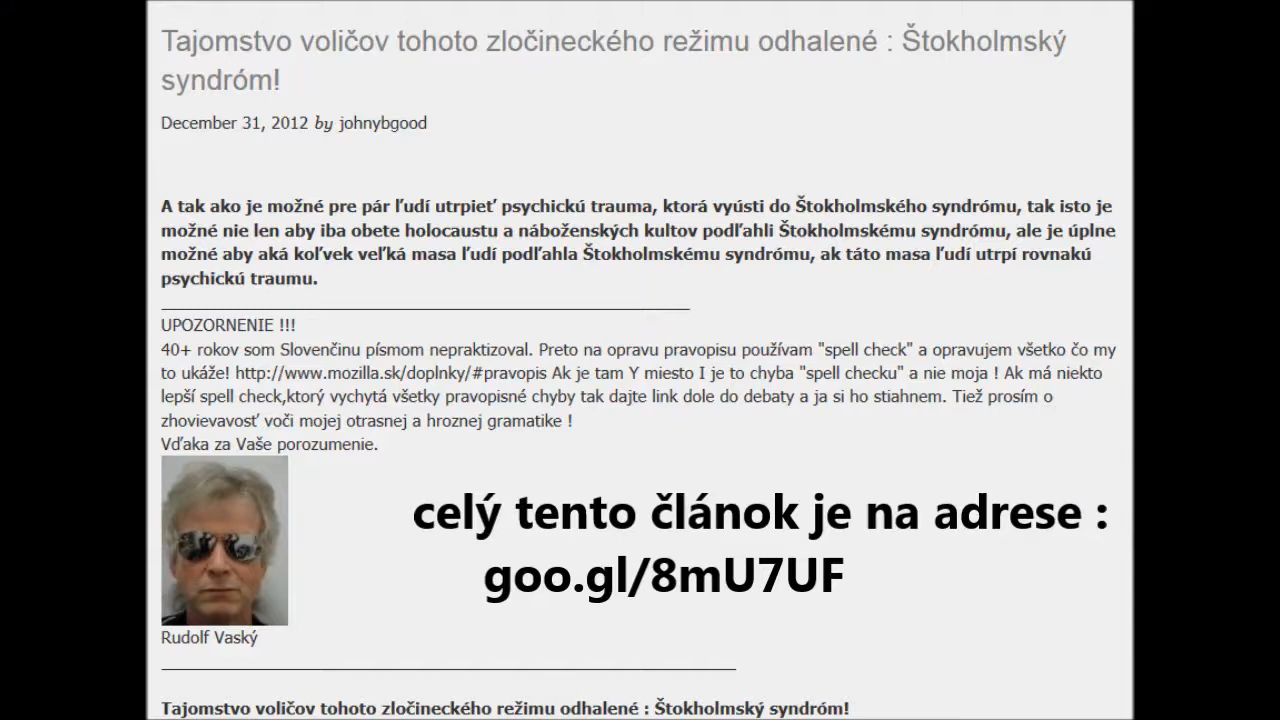 Tajomstvo voličov tohoto zločineckého režimu odhalené : Štokholmský
syndróm!
December 31, 2012 by johnybgood
A tak ako je možné pre pár ľudí utrpieť psychickú trauma, ktorá vyústi do Štokholmského syndrómu, tak isto je
možné nie len aby iba obete holocaustu a náboženských kultov podľahli Štokholmskému syndrómu, ale je úplne
možné aby aká koľvek veľká masa ľudí podľahla Štokholmskému syndrómu, ak táto masa ľudí utrpí rovnakú
psychickú traumu.
UPOZORNENIE !!!
40+ rokov som Slovenčinu písmom nepraktizoval. Preto na opravu pravopisu používam "spell check" a opravujem všetko čo my
to ukáže! http://www.mozilla.sk/doplnky/#pravopis Ak je tam Y miesto I je to chyba "spell checku" a nie moja ! Ak má niekto
lepší spell check,ktorý vychytá všetky pravopisné chyby tak dajte link dole do debaty a ja si ho stiahnem. Tiež prosím o
zhovievavosť voči mojej otrasnej a hroznej gramatike !
Vďaka za Vaše porozumenie.
celý tento článok je na adrese :
goo.gl/8mU7UF
Rudolf Vaský
Tajomstvo voličov tohoto zločineckého režimu odhalené : Štokholmský syndróm!